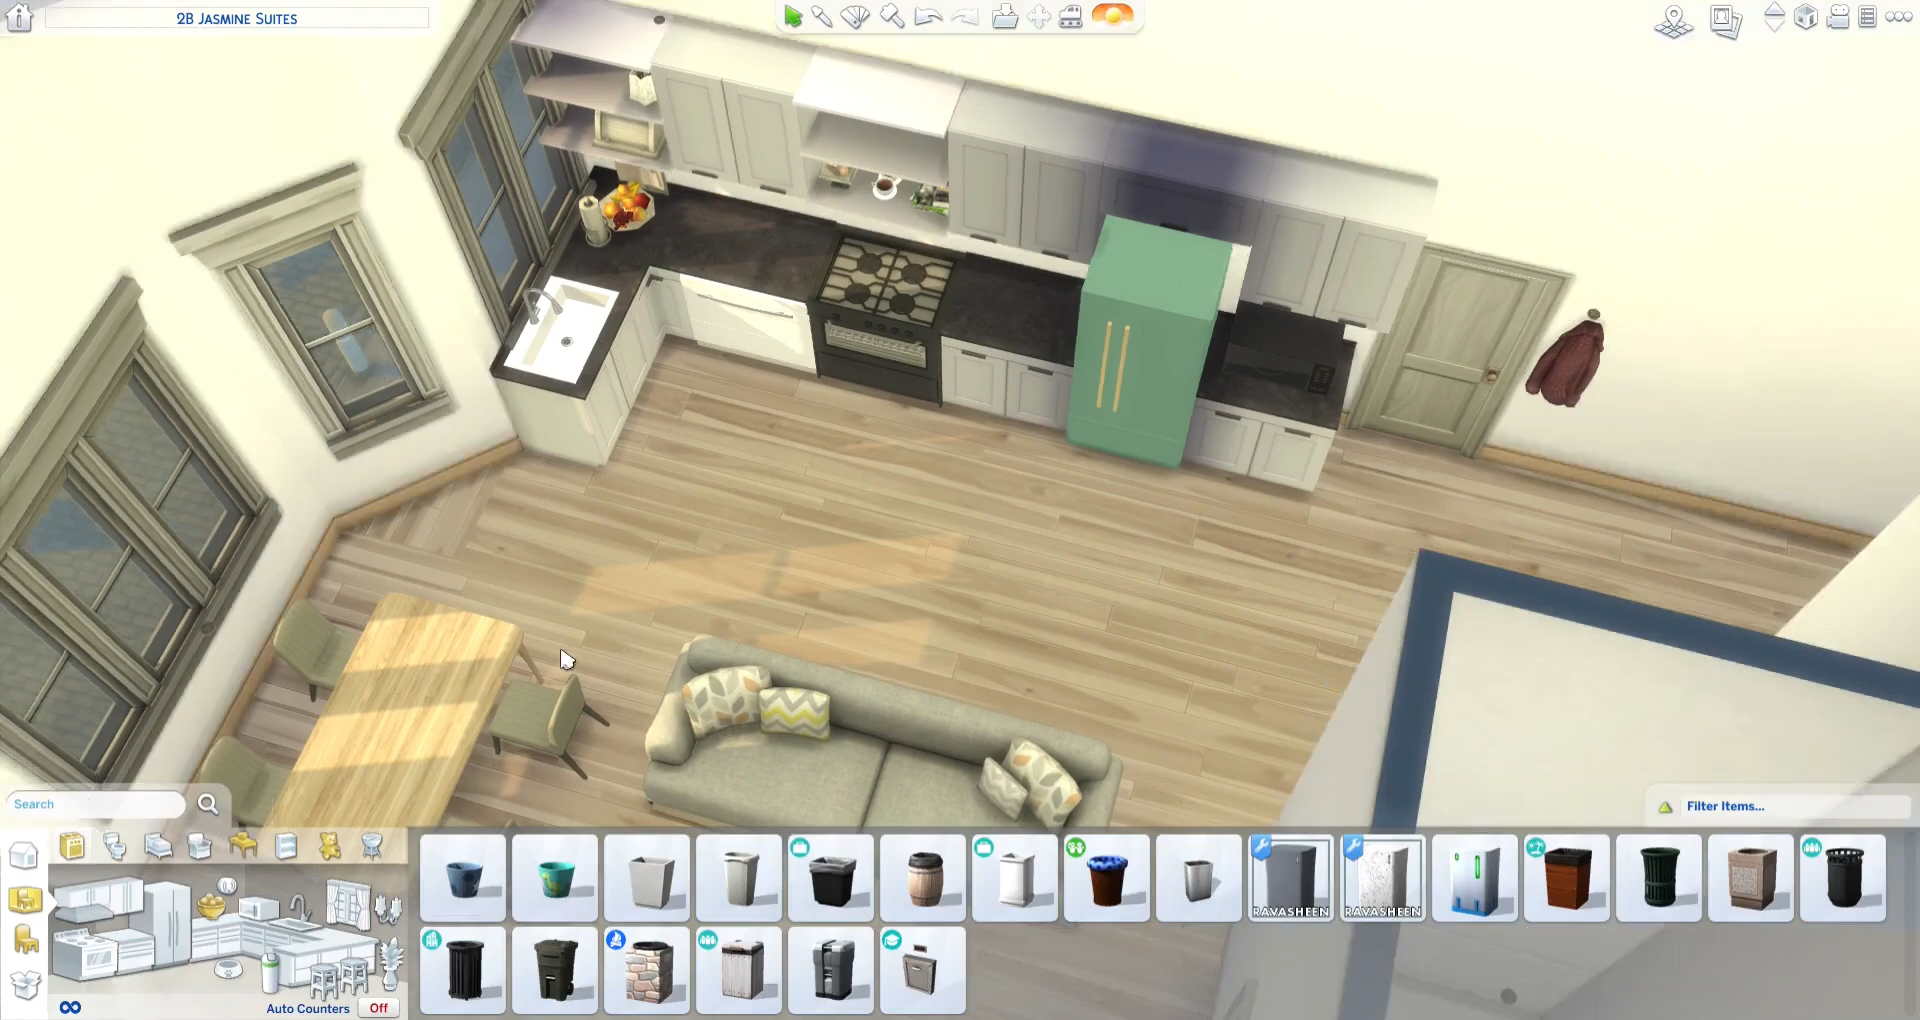 2B JASMINE SUITES
Search
Filter Items...
RAVASHEEN
RAVASHEEN
Auto Counters
Off